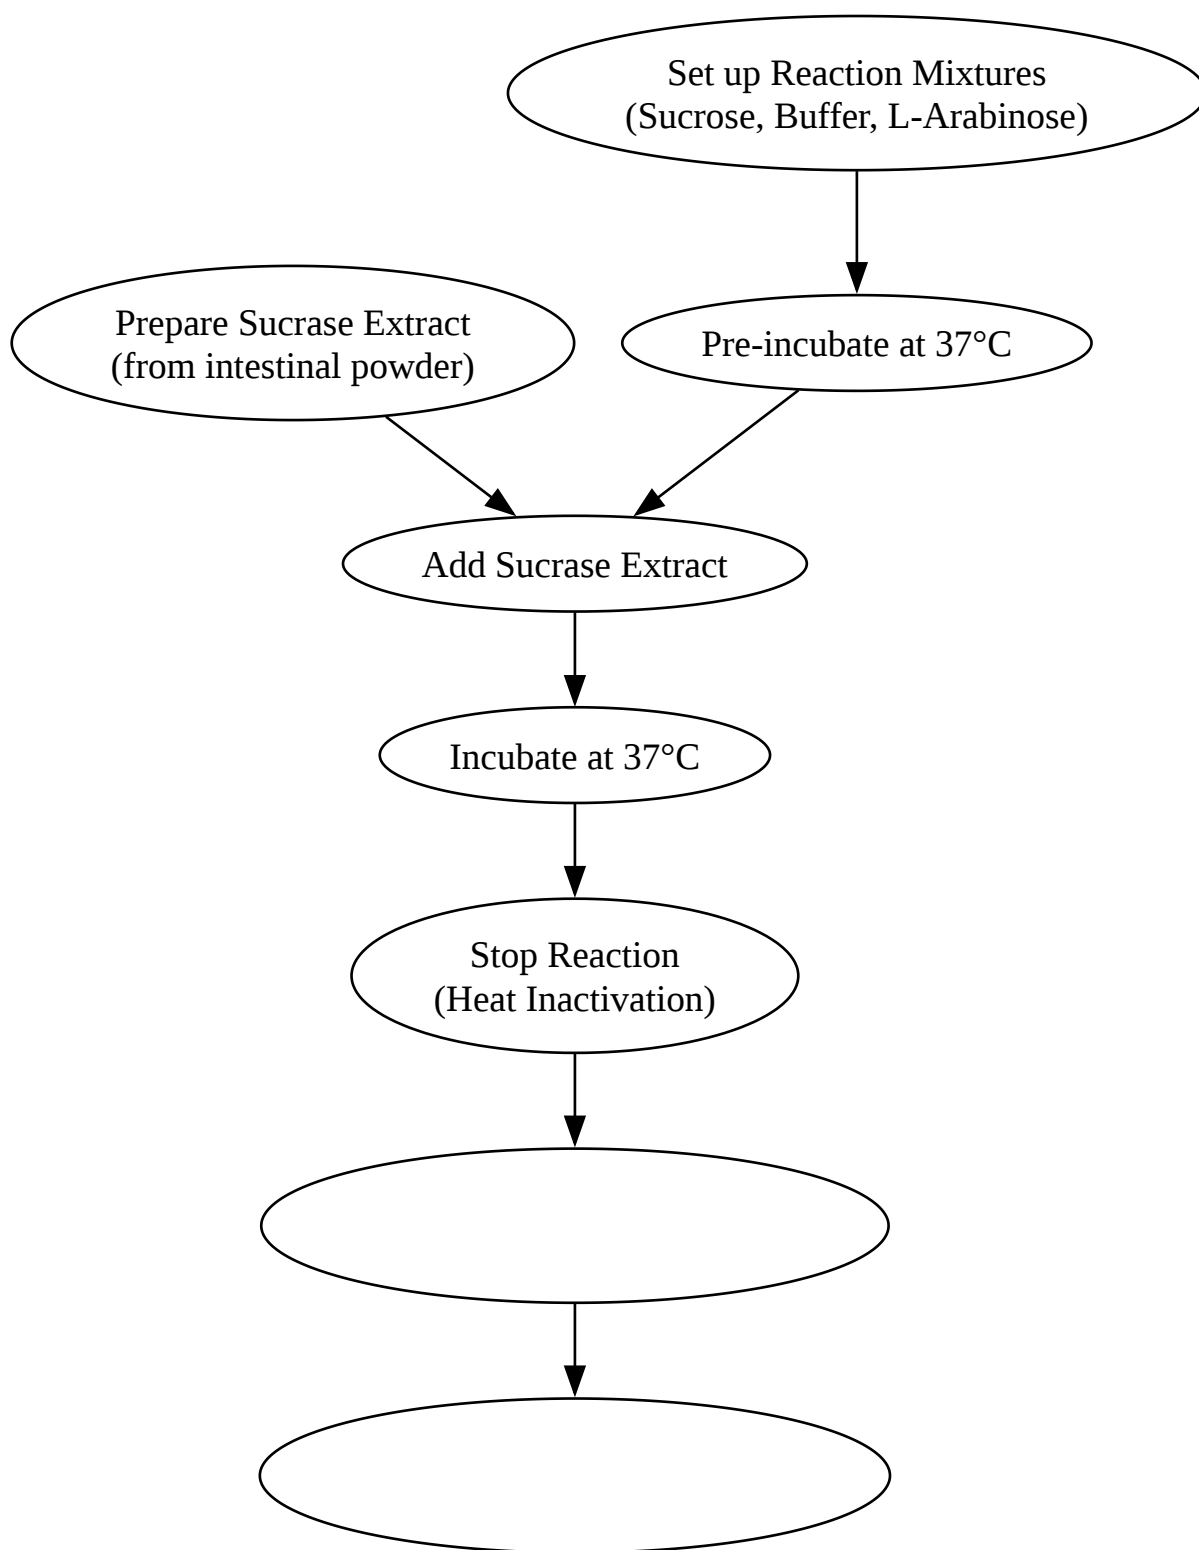 Set up Reaction Mixtures
(Sucrose, Buffer, L-Arabinose)
Prepare Sucrase Extract
(from intestinal powder)
Pre-incubate at 37°C
Add Sucrase Extract
Incubate at 37°C
Stop Reaction
(Heat Inactivation)